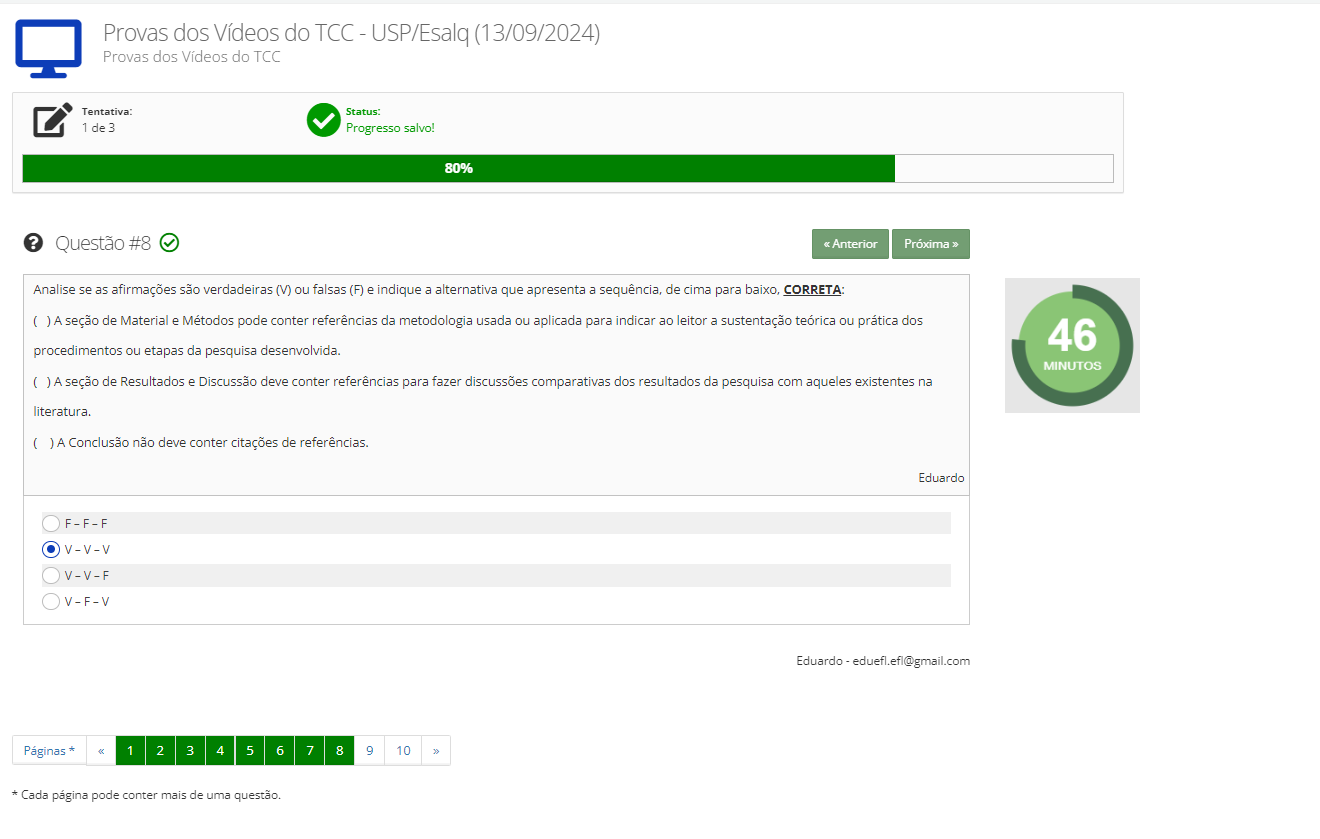 Provas dos Vídeos do TCC - USP/Esalq (13/09/2024)
Provas dos Vídeos do TCC
Tentativa:
1 de 3
Status:
Progresso salvo!
80%
Questão #8
« Anterior
Próxima »
Analise se as afirmações são verdadeiras (V) ou falsas (F) e indique a alternativa que apresenta a sequência, de cima para baixo, CORRETA:
( ) A seção de Material e Métodos pode conter referências da metodologia usada ou aplicada para indicar ao leitor a sustentação teórica ou prática dos
procedimentos ou etapas da pesquisa desenvolvida.
( ) A seção de Resultados e Discussão deve conter referências para fazer discussões comparativas dos resultados da pesquisa com aqueles existentes na
literatura.
( ) A Conclusão não deve conter citações de referências.
Eduardo
F – F – F
V – V – V
V – V – F
V – F – V
46
MINUTOS
Eduardo - eduefl.efl@gmail.com
Páginas * « 1 2 3 4 5 6 7 8 9 10 »
* Cada página pode conter mais de uma questão.